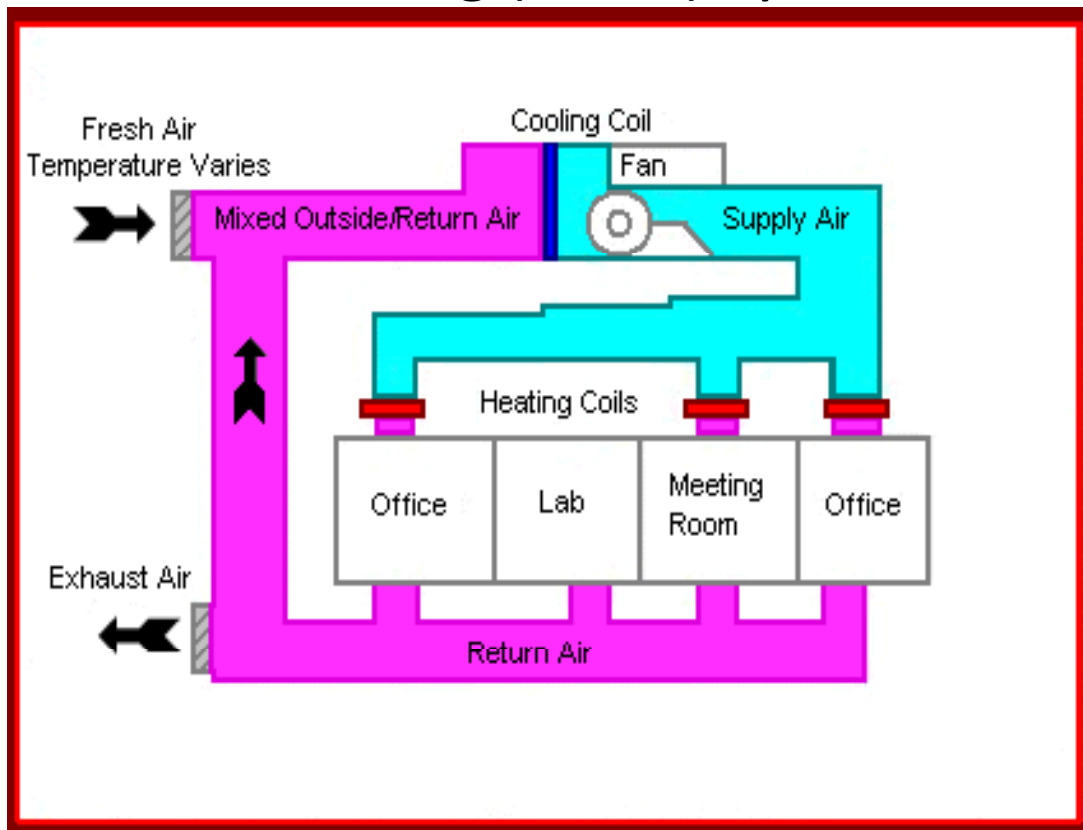 Cooling Coil
Fresh Air
Temperature Varies
Fan
Mixed Outside/Return Air
Supply Air
Heating Coils
Office
Lab
Meeting
Room
Office
Exhaust Air
Return Air